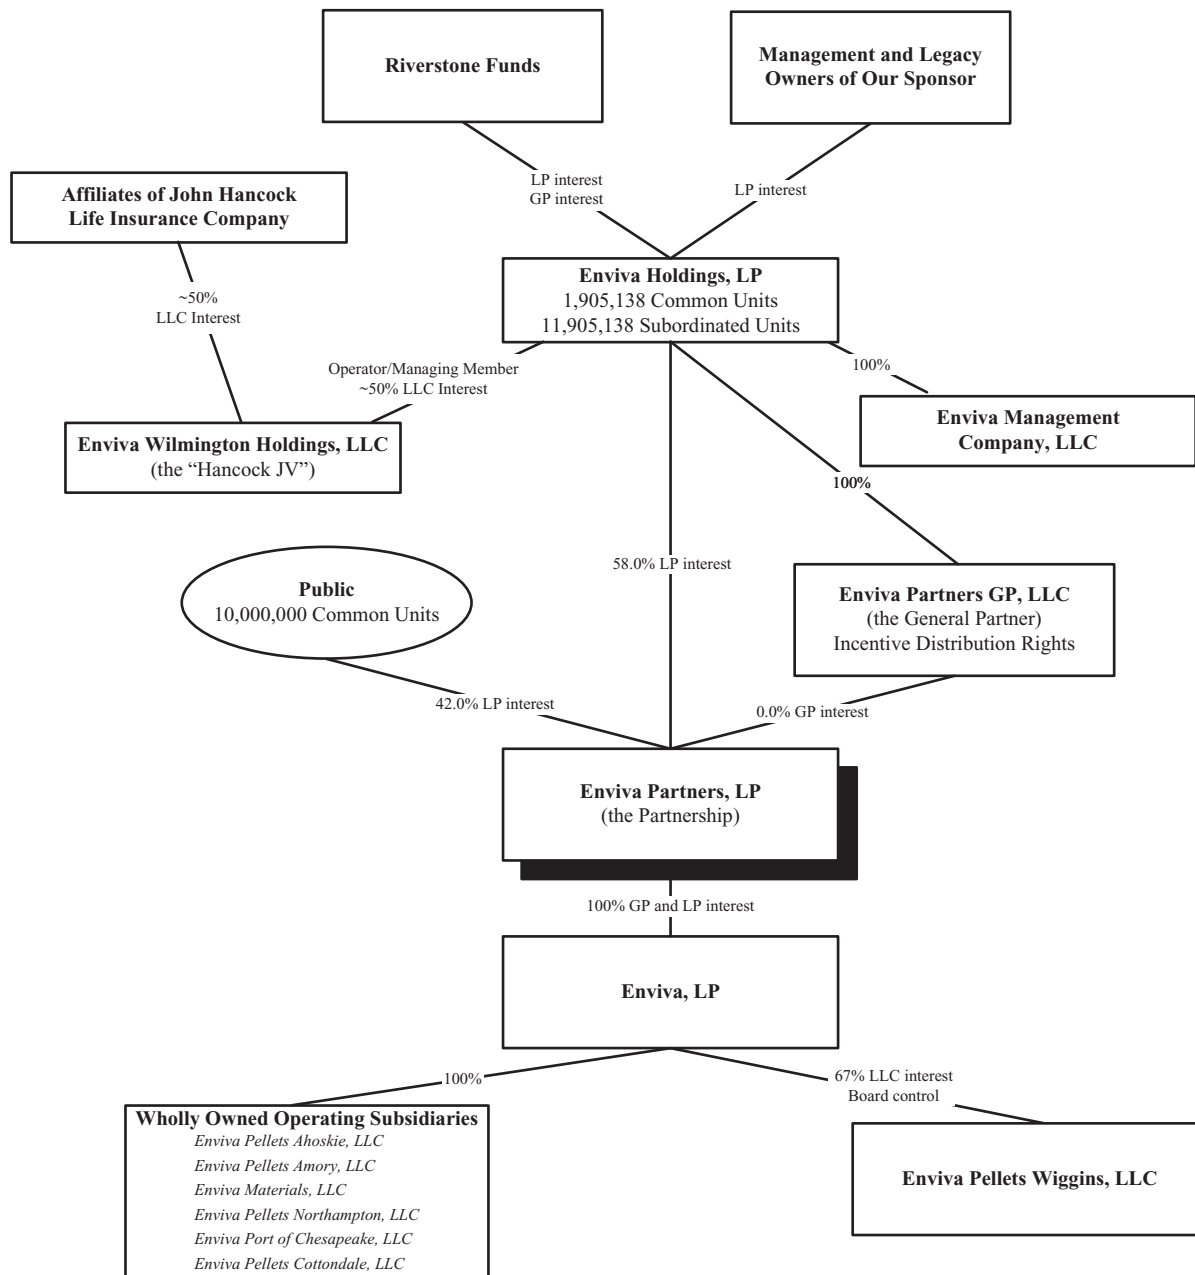 Riverstone Funds
Management and Legacy
Owners of Our Sponsor
LP interest
GP interest
LP interest
Affiliates of John Hancock
Life Insurance Company
Enviva Holdings, LP
1,905,138 Common Units
11,905,138 Subordinated Units
~50%
LLC Interest
Operator/Managing Member
~50% LLC Interest
100%
Enviva Wilmington Holdings, LLC
(the “Hancock JV”)
Enviva Management
Company, LLC
100%
58.0% LP interest
Public
10,000,000 Common Units
Enviva Partners GP, LLC
(the General Partner)
Incentive Distribution Rights
42.0% LP interest
0.0% GP interest
Enviva Partners, LP
(the Partnership)
100% GP and LP interest
Enviva, LP
100%
67% LLC interest
Board control
Wholly Owned Operating Subsidiaries
Enviva Pellets Ahoskie, LLC
Enviva Pellets Amory, LLC
Enviva Materials, LLC
Enviva Pellets Northampton, LLC
Enviva Port of Chesapeake, LLC
Enviva Pellets Cottondale, LLC
Enviva Pellets Wiggins, LLC